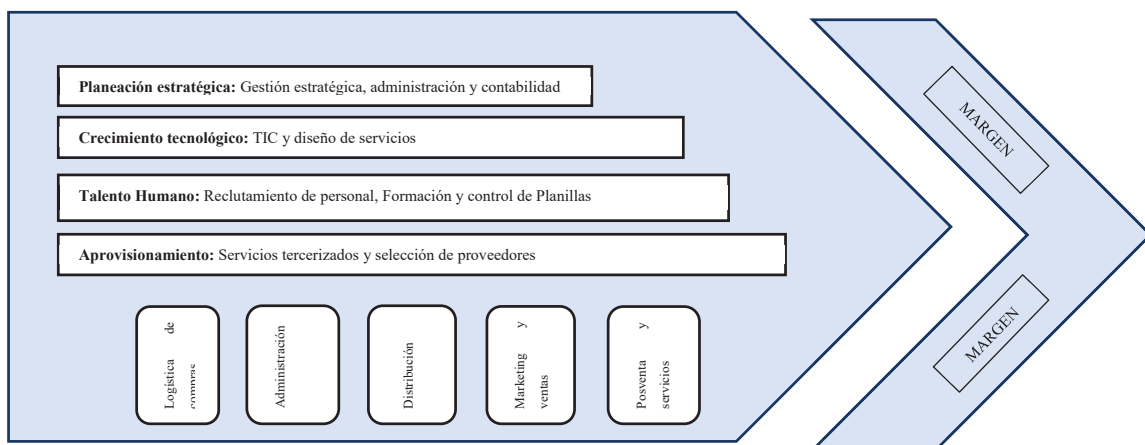 Planeación estratégica: Gestión estratégica, administración y contabilidad
Crecimiento tecnológico: TIC y diseño de servicios
Talento Humano: Reclutamiento de personal, Formación y control de Planillas
Aprovisionamiento: Servicios tercerizados y selección de proveedores
Logística de
compras
Administración
Distribución
Marketing y
ventas
Posventa y
servicios
MARGEN
MARGEN